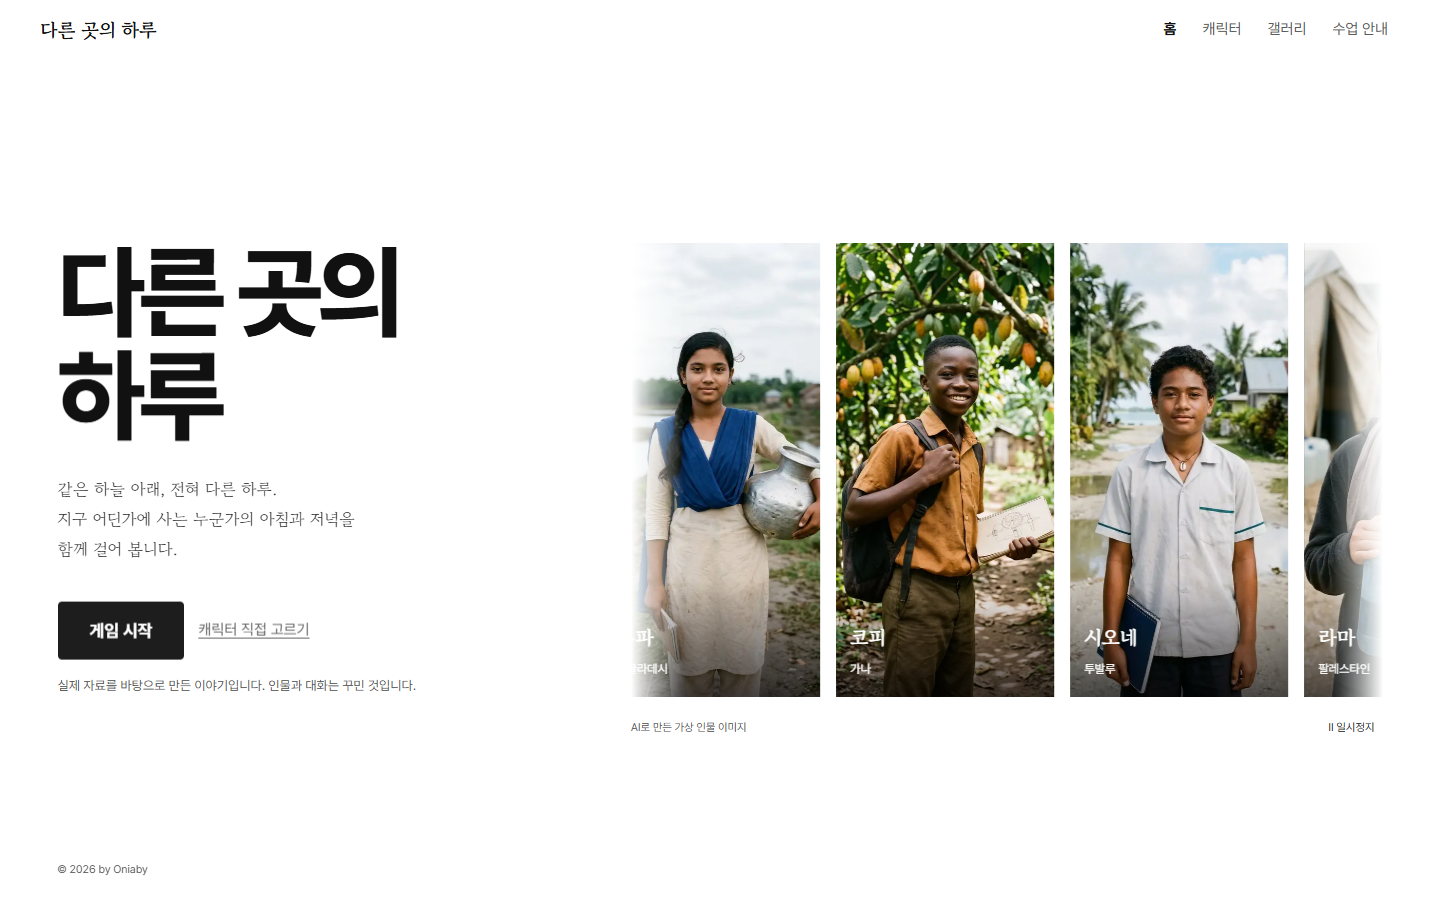 다른 곳의 하루
홈 캐릭터 갤러리 수업 안내
다른 곳의
하루
같은 하늘 아래, 전혀 다른 하루.
지구 어딘가에 사는 누군가의 아침과 저녁을
함께 걸어 봅니다.
게임 시작 캐릭터 직접 고르기
실제 자료를 바탕으로 만든 이야기입니다. 인물과 대화는 꾸민 것입니다.
코피
가나
시오네
투발루
라마
팔레스타인
AI로 만든 가상 인물 이미지
II 일시정지
© 2026 by Oniaby